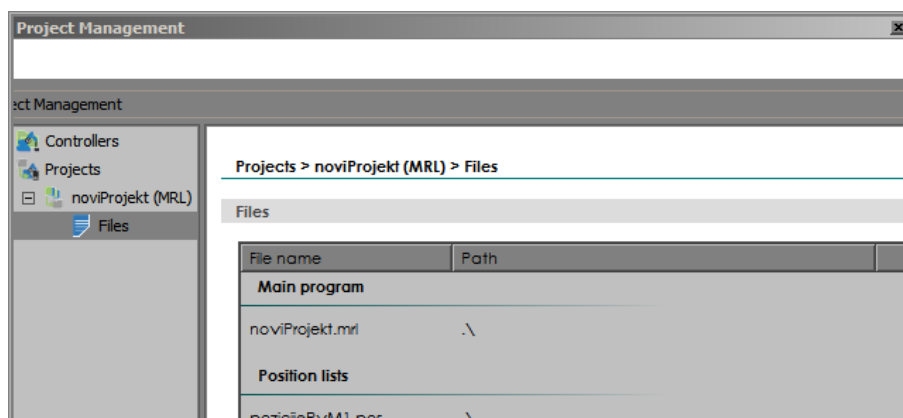 Project Management
ect Management
Controllers
Projects
noviProjekt (MRL)
Files
Projects > noviProjekt (MRL) > Files
Files
File name Path
Main program
noviProjekt.mrl .\
Position lists